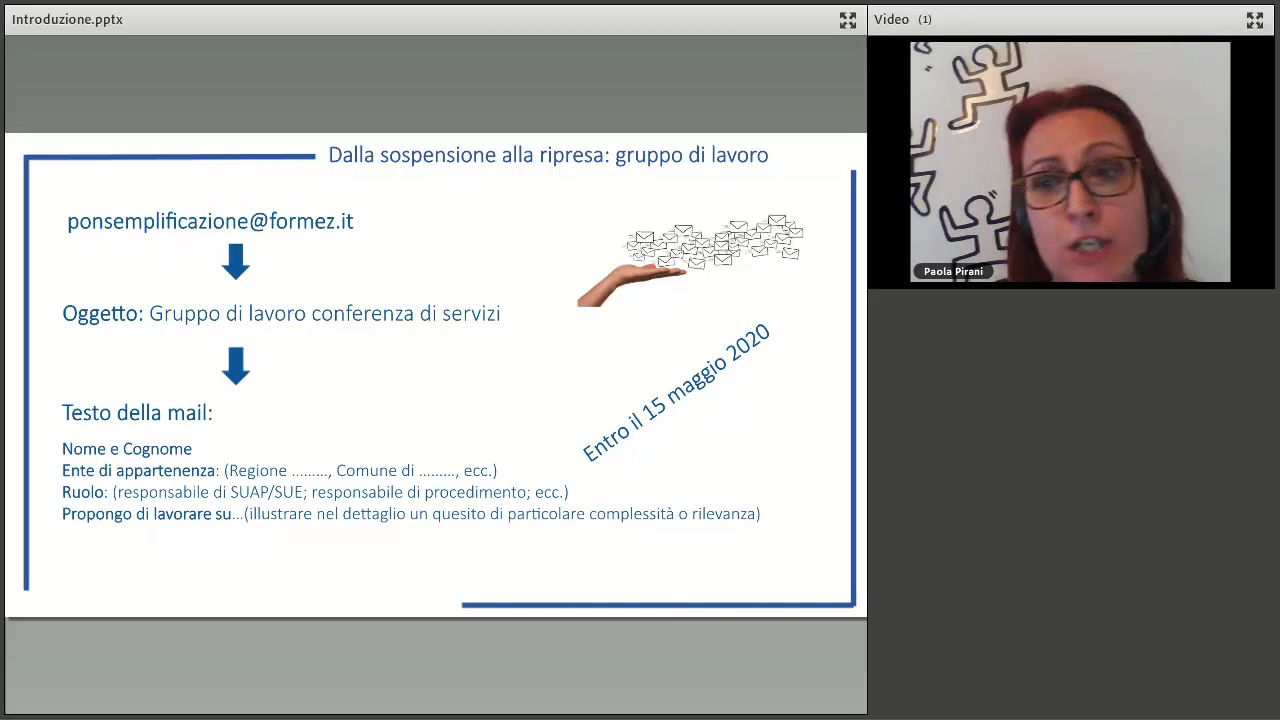 Introduzione.pptx
Video (1)
Dalla sospensione alla ripresa: gruppo di lavoro
ponsemplificazione@formez.it
Oggetto: Gruppo di lavoro conferenza di servizi
Entro il 15 maggio 2020
Testo della mail:
Nome e Cognome
Ente di appartenenza: (Regione ………, Comune di ………, ecc.)
Ruolo: (responsabile di SUAP/SUE; responsabile di procedimento; ecc.)
Propongo di lavorare su…(illustrare nel dettaglio un quesito di particolare complessità o rilevanza)
Paola Pirani